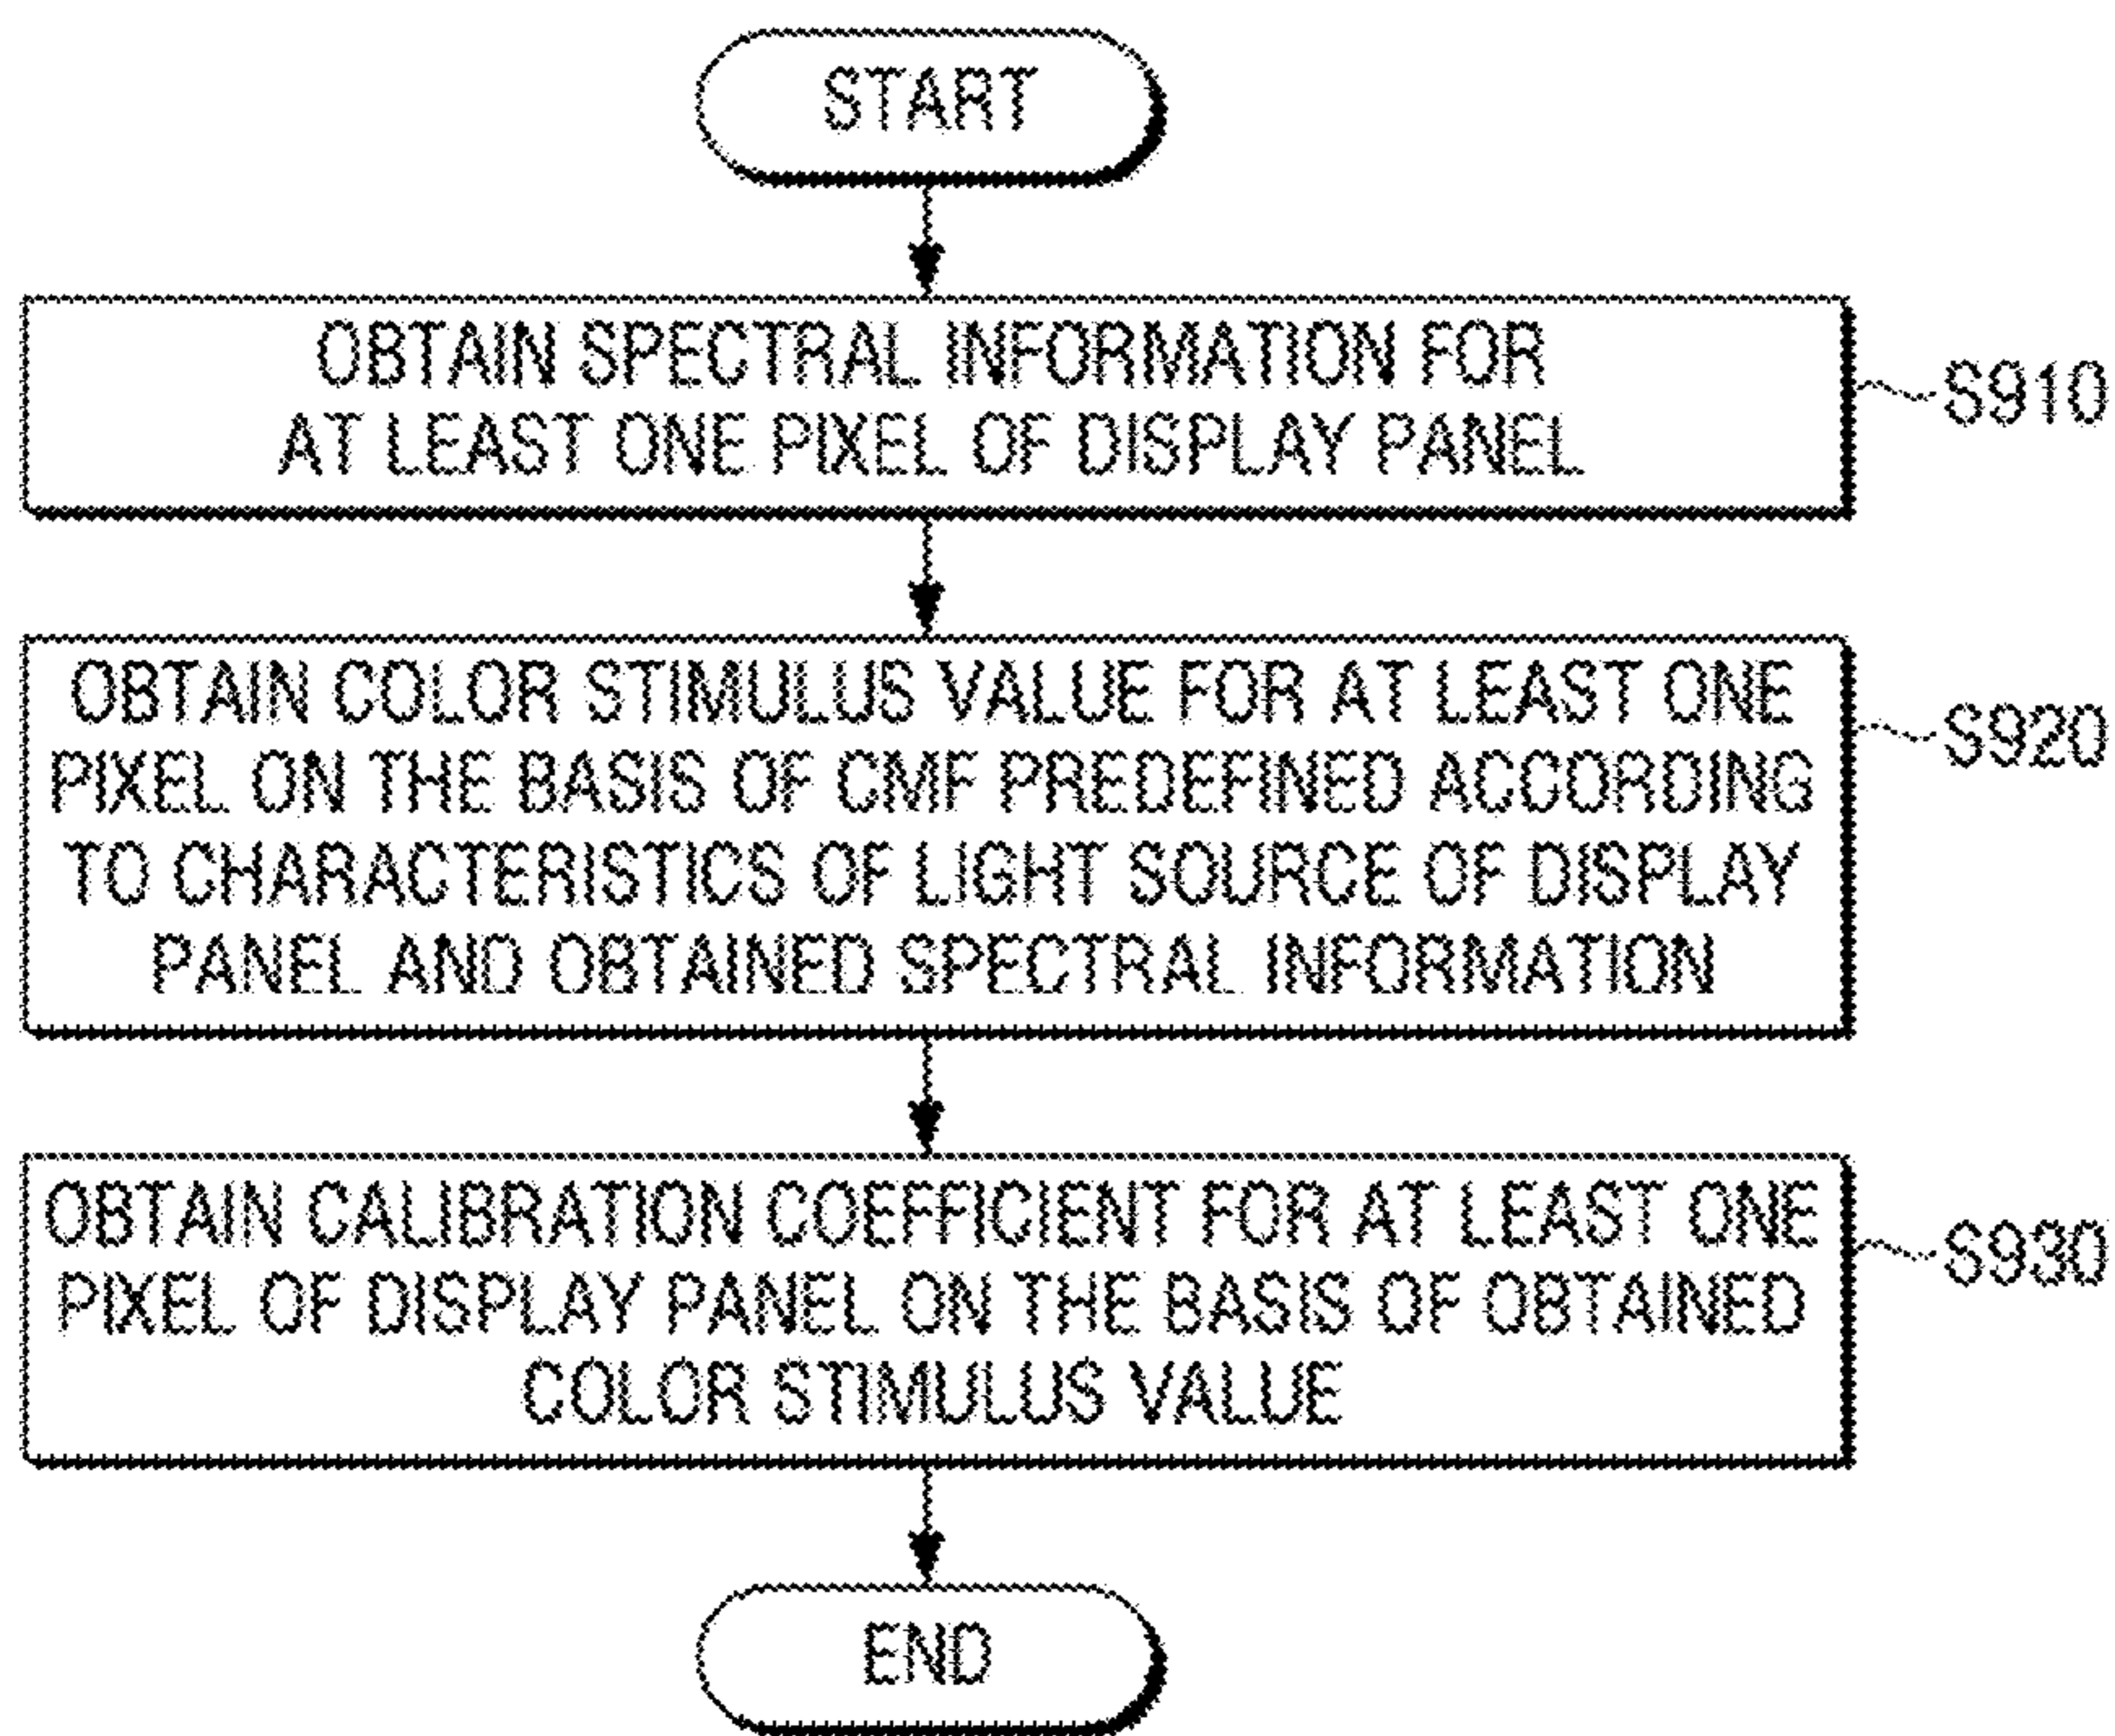 START
OBTAIN SPECTRAL INFORMATION FOR
AT LEAST ONE PIXEL OF DISPLAY PANEL
S910
OBTAIN COLOR STIMULUS VALUE FOR AT LEAST ONE
PIXEL ON THE BASIS OF CMF PREDEFINED ACCORDING
TO CHARACTERISTICS OF LIGHT SOURCE OF DISPLAY
PANEL AND OBTAINED SPECTRAL INFORMATION
S920
OBTAIN CALIBRATION COEFFICIENT FOR AT LEAST ONE
PIXEL OF DISPLAY PANEL ON THE BASIS OF OBTAINED
COLOR STIMULUS VALUE
S930
END